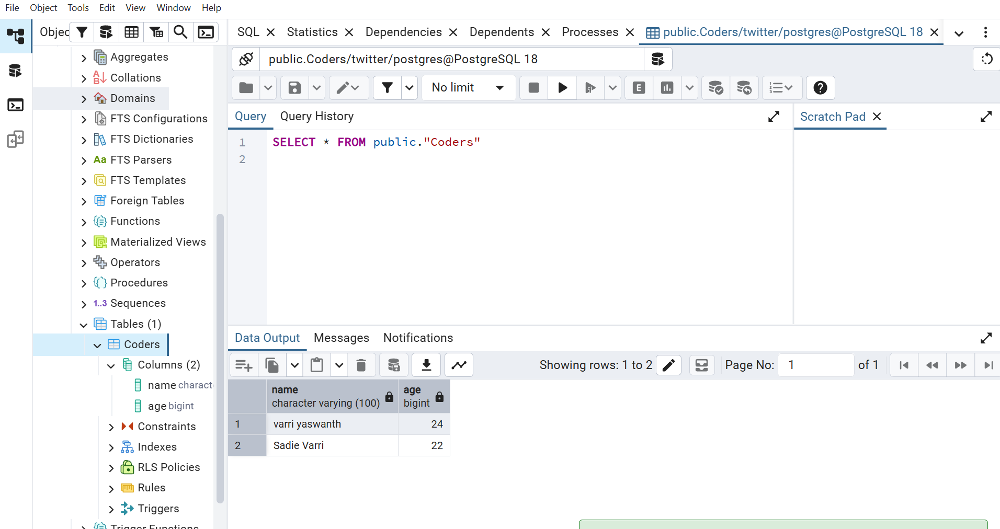 File Object Tools Edit View Window Help
Objec
SQL Statistics Dependencies Dependents Processes public.Coders/twitter/postgres@PostgreSQL 18
public.Coders/twitter/postgres@PostgreSQL 18
No limit
E
1
2
3
?
Query Query History
Scratch Pad
1 SELECT * FROM public."Coders"
2
Aggregates
A
B
Collations
Domains
FTS Configurations
FTS Dictionaries
Aa FTS Parsers
FTS Templates
Foreign Tables
Functions
Materialized Views
Operators
Procedures
1..3 Sequences
Tables (1)
Coders
Columns (2)
name charact
age bigint
Constraints
Indexes
RLS Policies
Rules
Triggers
Trigger Functions
Data Output Messages Notifications
Showing rows: 1 to 2 Page No: 1 of 1
name age
character varying (100) bigint
1 varri yaswanth 24
2 Sadie Varri 22